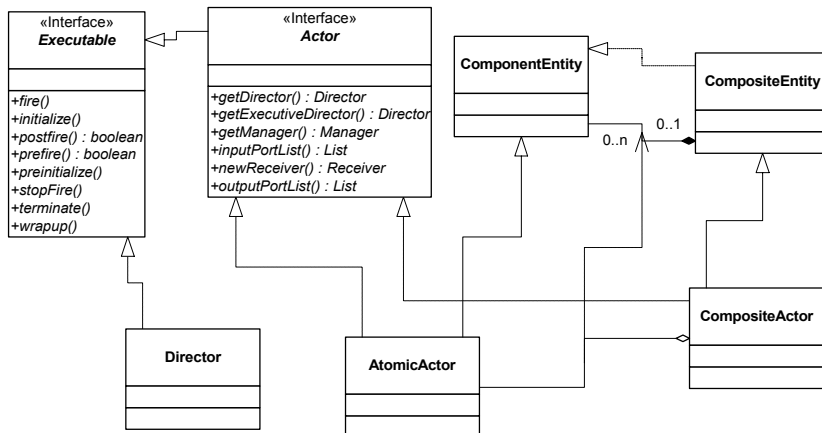 «Interface»
Executable
+fire()
+initialize()
+postfire() : boolean
+prefire() : boolean
+preinitialize()
+stopFire()
+terminate()
+wrapup()
«Interface»
Actor
+getDirector() : Director
+getExecutiveDirector() : Director
+getManager() : Manager
+inputPortList() : List
+newReceiver() : Receiver
+outputPortList() : List
ComponentEntity
CompositeEntity
0..1
0..n
Director
AtomicActor
CompositeActor